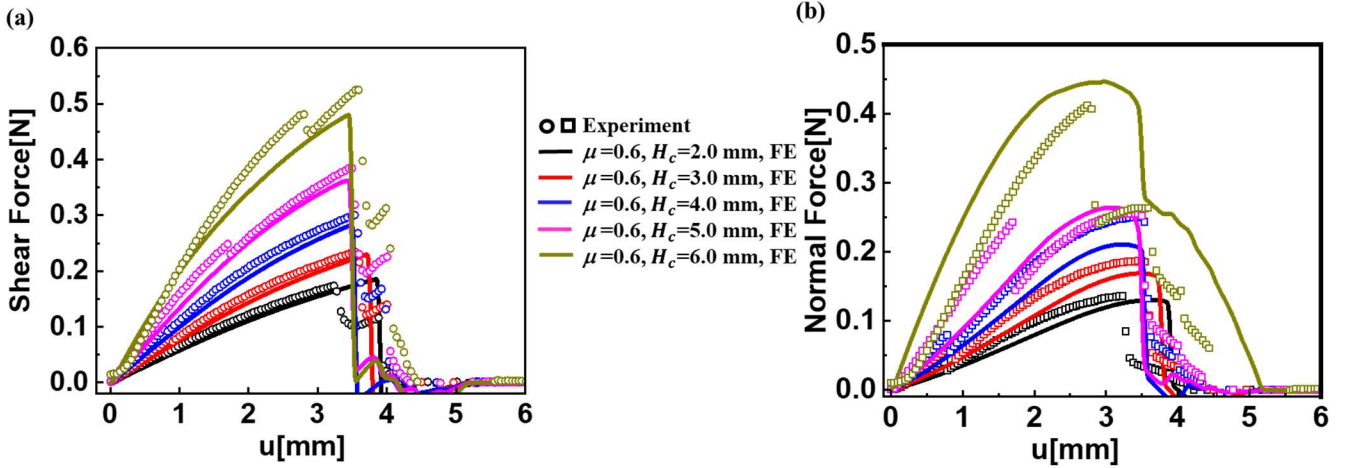 (a)
Shear Force[N]
0.6
0.5
0.4
0.3
0.2
0.1
0.0
0 1 2 3 4 5 6
u[mm]
Experiment
μ=0.6, Hc=2.0 mm, FE
μ=0.6, Hc=3.0 mm, FE
μ=0.6, Hc=4.0 mm, FE
μ=0.6, Hc=5.0 mm, FE
μ=0.6, Hc=6.0 mm, FE
(b)
Normal Force[N]
0.5
0.4
0.3
0.2
0.1
0.0
0 1 2 3 4 5 6
u[mm]